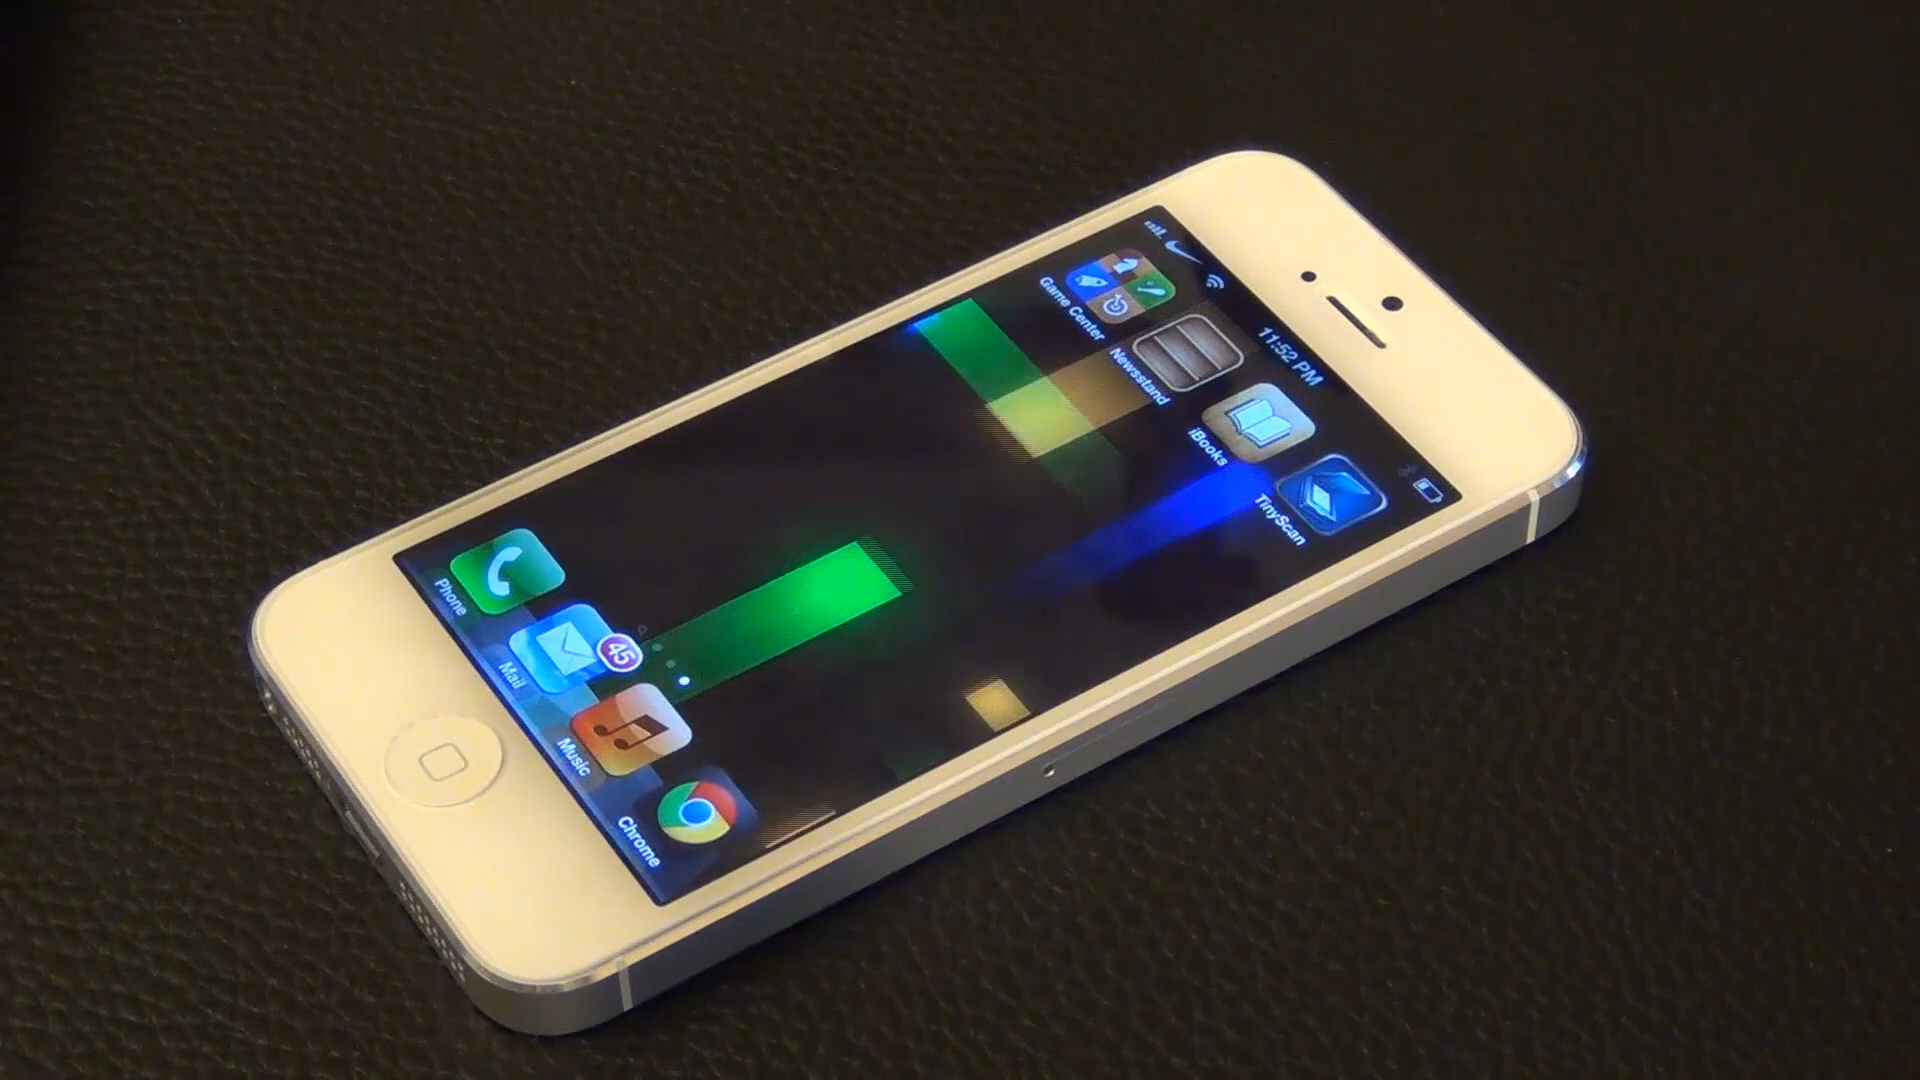 11:52 PM
Game Center
Newsstand
iBooks
TinyScan
45
Phone
Mail
Music
Chrome